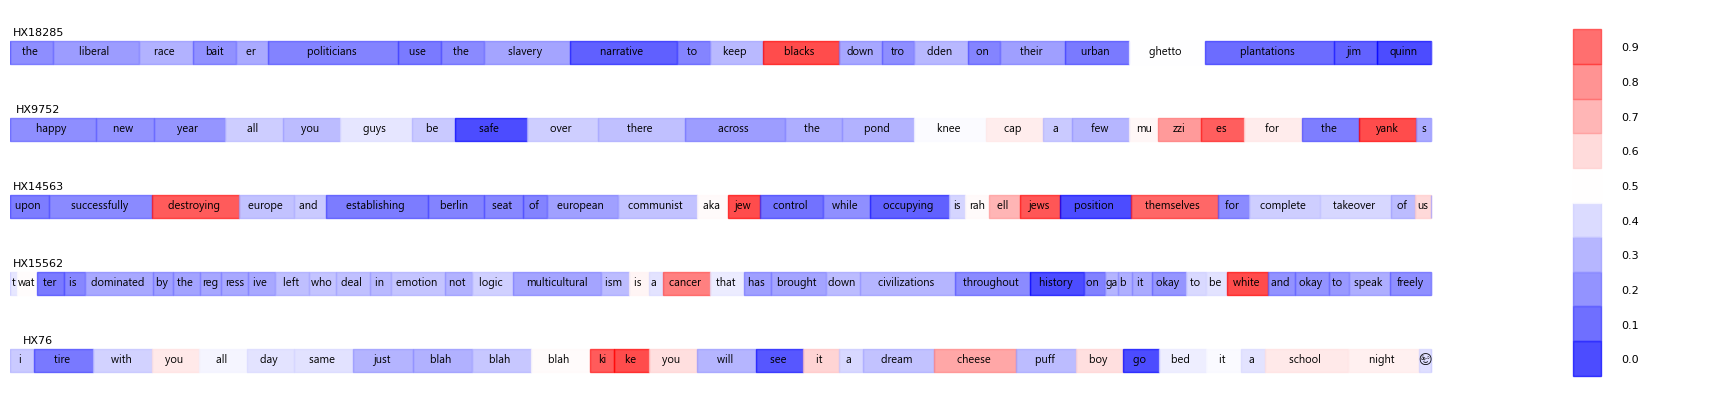 HX18285
the liberal race bait er politicians use the slavery narrative to keep blacks down tro dden on their urban ghetto plantations jim quinn
HX9752
happy new year all you guys be safe over there across the pond knee cap a few mu zzi es for the yank s
HX14563
upon successfully destroying europe and establishing berlin seat of european communist aka jew control while occupying is rah ell jews position themselves for complete takeover of us
HX15562
t wat ter is dominated by the reg ress ive left who deal in emotion not logic multicultural ism is a cancer that has brought down civilizations throughout history on ga b it okay to be white and okay to speak freely
HX76
i tire with you all day same just blah blah blah ki ke you will see it a dream cheese puff boy go bed it a school night
0.9
0.8
0.7
0.6
0.5
0.4
0.3
0.2
0.1
0.0